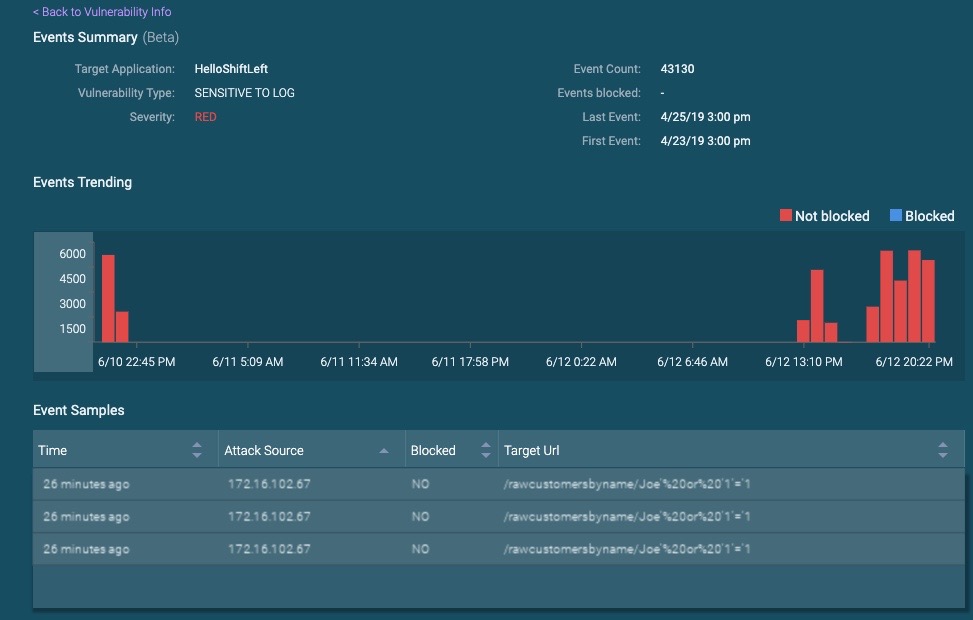 < Back to Vulnerability Info
Events Summary (Beta)
Target Application: HelloShiftLeft
Event Count: 43130
Vulnerability Type: SENSITIVE TO LOG
Events blocked: -
Severity: RED
Last Event: 4/25/19 3:00 pm
First Event: 4/23/19 3:00 pm
Events Trending
Not blocked Blocked
6000
4500
3000
1500
6/10 22:45 PM 6/11 5:09 AM 6/11 11:34 AM 6/11 17:58 PM 6/12 0:22 AM 6/12 6:46 AM 6/12 13:10 PM 6/12 20:22 PM
Event Samples
Time Attack Source Blocked Target Url
26 minutes ago 172.16.102.67 NO /rawcustomersbyname/Joe'%20or%20'1'='1
26 minutes ago 172.16.102.67 NO /rawcustomersbyname/Joe'%20or%20'1'='1
26 minutes ago 172.16.102.67 NO /rawcustomersbyname/Joe'%20or%20'1'='1